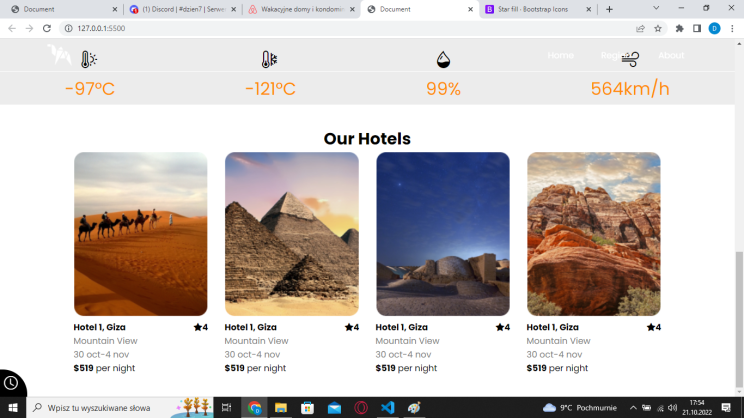 Document
(1) Discord | #dzien7 | Serwer
Wakacyjne domy i kondomin
Document
Star fill · Bootstrap Icons
127.0.0.1:5500
D
Home
About
-97°C
-121°C
99%
564km/h
Our Hotels
Hotel 1, Giza
4
Hotel 1, Giza
4
Hotel 1, Giza
4
Hotel 1, Giza
4
Mountain View
Mountain View
Mountain View
Mountain View
30 oct-4 nov
30 oct-4 nov
30 oct-4 nov
30 oct-4 nov
$519 per night
$519 per night
$519 per night
$519 per night
Wpisz tu wyszukiwane słowa
9°C Pochmurnie
17:54
21.10.2022